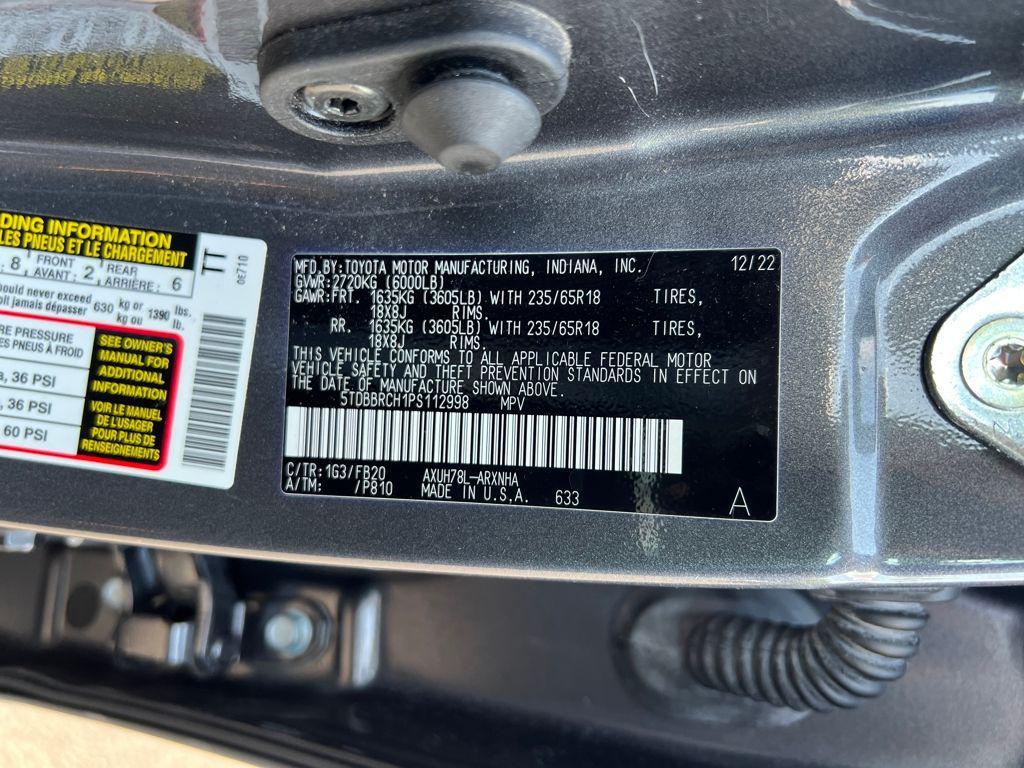 DING INFORMATION
LES PNEUS ET LE CHARGEMENT
: 8 FRONT AVANT: 2 REAR ARRIÈRE: 6
should never exceed 630 kg or 1390 lbs.
oit jamais dépasser kg ou lb.
RE PRESSURE
ES PNEUS À FROID
a, 36 PSI
a, 36 PSI
60 PSI
SEE OWNER'S
MANUAL FOR
ADDITIONAL
INFORMATION
VOIR LE MANUEL
DE L'USAGER
POUR PLUS DE
RENSEIGNEMENTS
TT
0E710
MFD.BY:TOYOTA MOTOR MANUFACTURING, INDIANA, INC. 12/22
GVWR:2720KG (6000LB)
GAWR:FRT. 1635KG (3605LB) WITH 235/65R18 TIRES,
18X8J RIMS.
RR. 1635KG (3605LB) WITH 235/65R18 TIRES,
18X8J RIMS.
THIS VEHICLE CONFORMS TO ALL APPLICABLE FEDERAL MOTOR
VEHICLE SAFETY AND THEFT PREVENTION STANDARDS IN EFFECT ON
THE DATE OF MANUFACTURE SHOWN ABOVE.
5TDBBRCH1PS112998 MPV
C/TR:1G3/FB20 AXUH78L-ARXNHA
A/TM: /P810 MADE IN U.S.A. 633
A